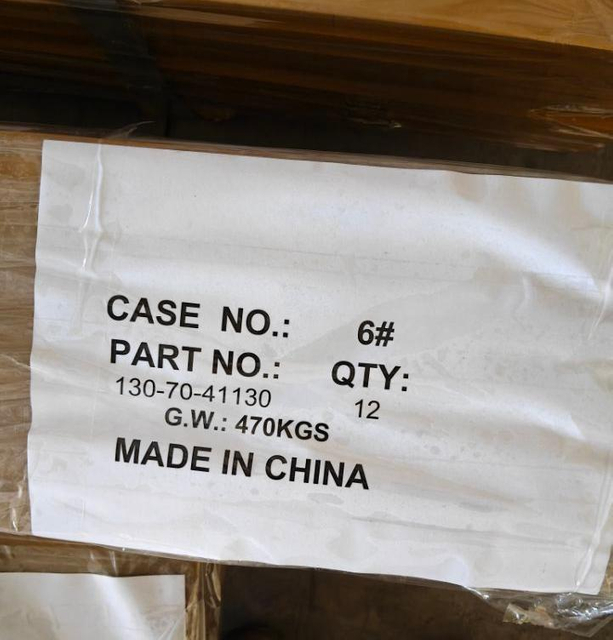 CASE NO.: 6#
PART NO.: QTY:
130-70-41130 12
G.W.: 470KGS
MADE IN CHINA